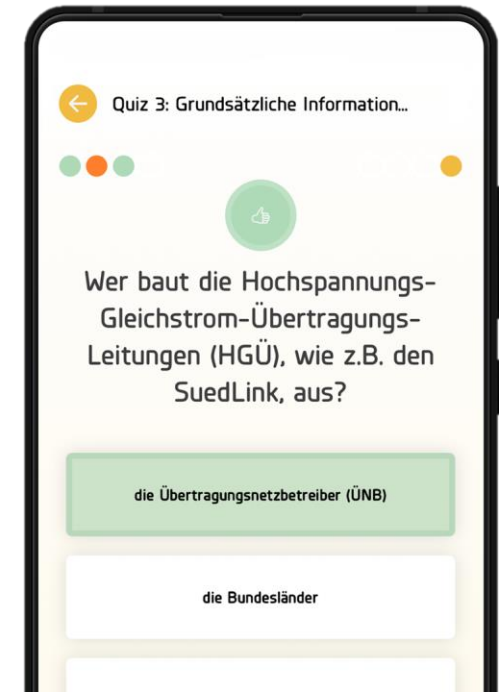 Quiz 3: Grundsätzliche Information...
Wer baut die Hochspannungs-
Gleichstrom-Übertragungs-
Leitungen (HGÜ), wie z.B. den
SuedLink, aus?
die Übertragungsnetzbetreiber (ÜNB)
die Bundesländer